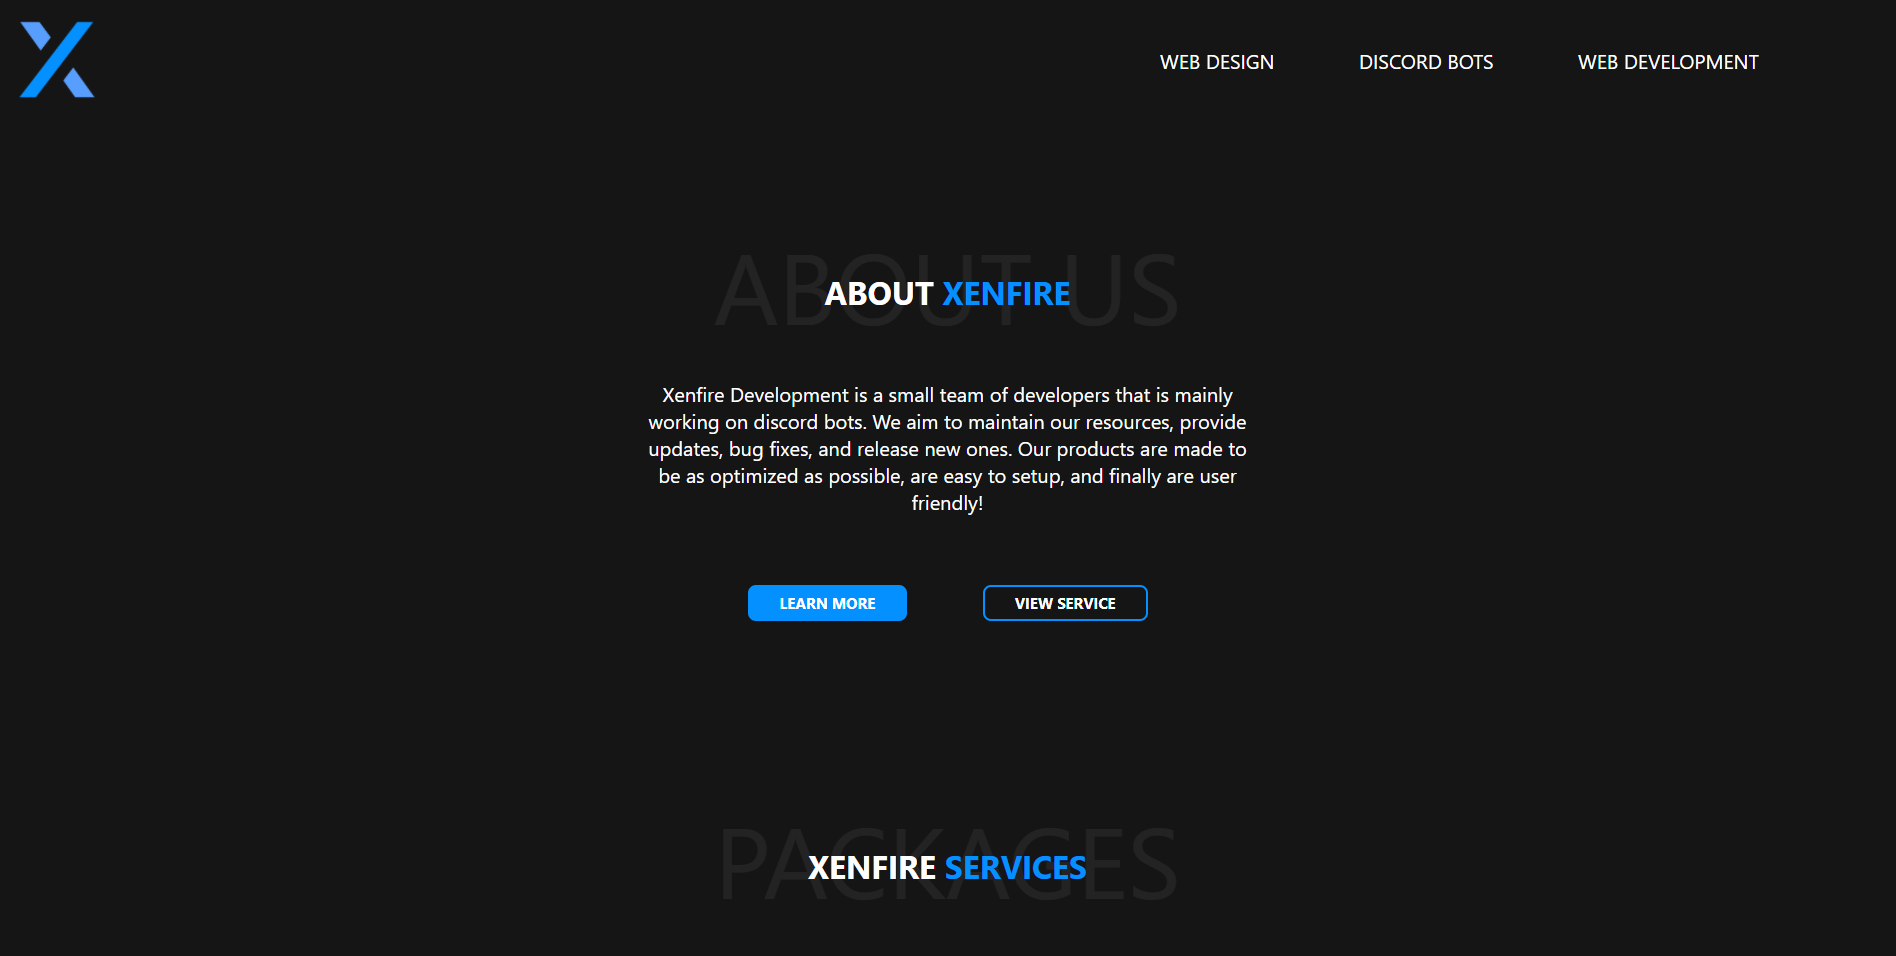 WEB DESIGN DISCORD BOTS WEB DEVELOPMENT
ABOUT US
ABOUT XENFIRE
Xenfire Development is a small team of developers that is mainly
working on discord bots. We aim to maintain our resources, provide
updates, bug fixes, and release new ones. Our products are made to
be as optimized as possible, are easy to setup, and finally are user
friendly!
LEARN MORE VIEW SERVICE
PACKAGES
XENFIRE SERVICES